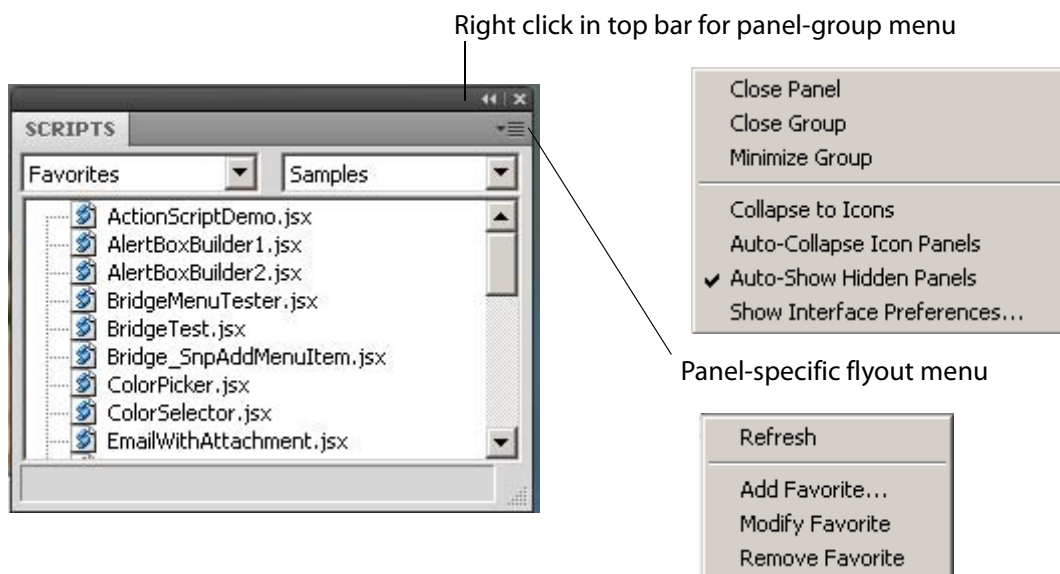 Right click in top bar for panel-group menu
SCRIPTS
Favorites
Samples
ActionScriptDemo.jsx
AlertBoxBuilder1.jsx
AlertBoxBuilder2.jsx
BridgeMenuTester.jsx
BridgeTest.jsx
Bridge_SnpAddMenuItem.jsx
ColorPicker.jsx
ColorSelector.jsx
EmailWithAttachment.jsx
Close Panel
Close Group
Minimize Group
Collapse to Icons
Auto-Collapse Icon Panels
Auto-Show Hidden Panels
Show Interface Preferences...
Panel-specific flyout menu
Refresh
Add Favorite...
Modify Favorite
Remove Favorite